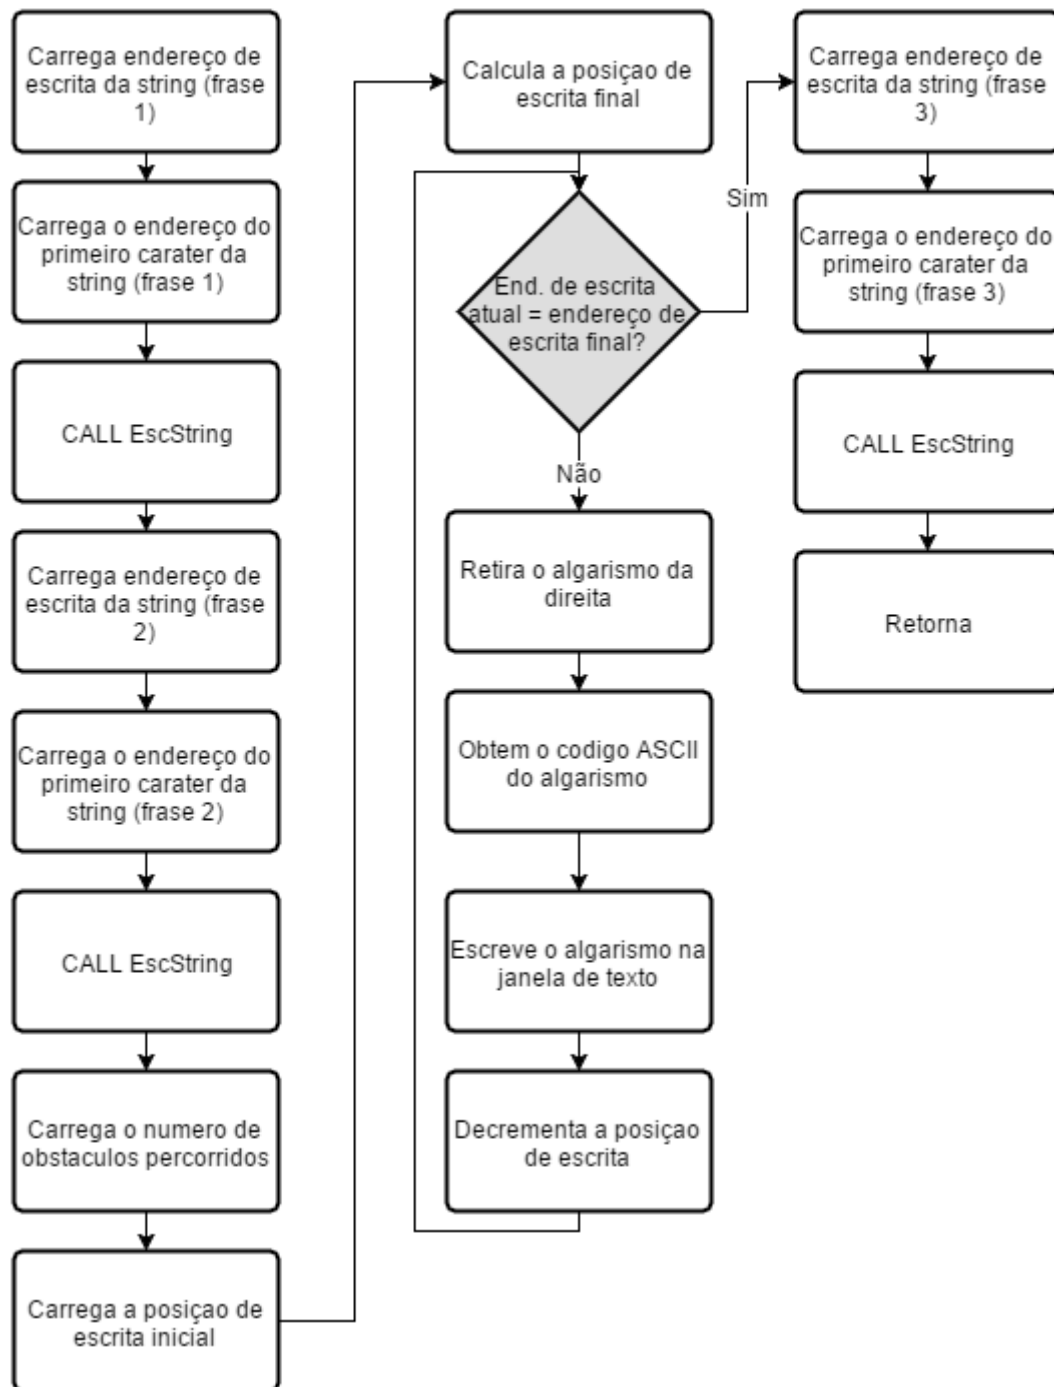 Carrega endereço de
escrita da string (frase
1)
Carrega o endereço do
primeiro carater da
string (frase 1)
CALL EscString
Carrega endereço de
escrita da string (frase
2)
Carrega o endereço do
primeiro carater da
string (frase 2)
CALL EscString
Carrega o numero de
obstaculos percorridos
Carrega a posiçao de
escrita inicial
Calcula a posiçao de
escrita final
End. de escrita
atual = endereço de
escrita final?
Sim
Não
Retira o algarismo da
direita
Obtem o codigo ASCII
do algarismo
Escreve o algarismo na
janela de texto
Decrementa a posiçao
de escrita
Carrega endereço de
escrita da string (frase
3)
Carrega o endereço do
primeiro carater da
string (frase 3)
CALL EscString
Retorna